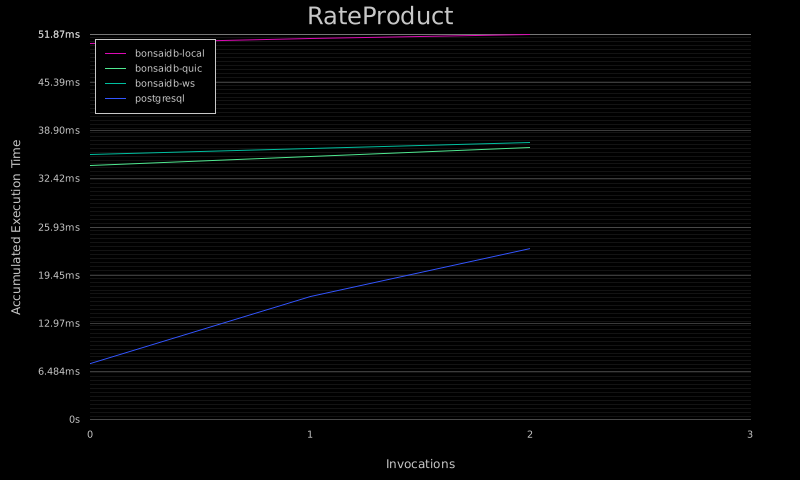 RateProduct
51.87ms
45.39ms
38.90ms
32.42ms
25.93ms
19.45ms
12.97ms
6.484ms
0s
bonsaidb-local
bonsaidb-quic
bonsaidb-ws
postgresql
Accumulated Execution Time
0 1 2 3
Invocations